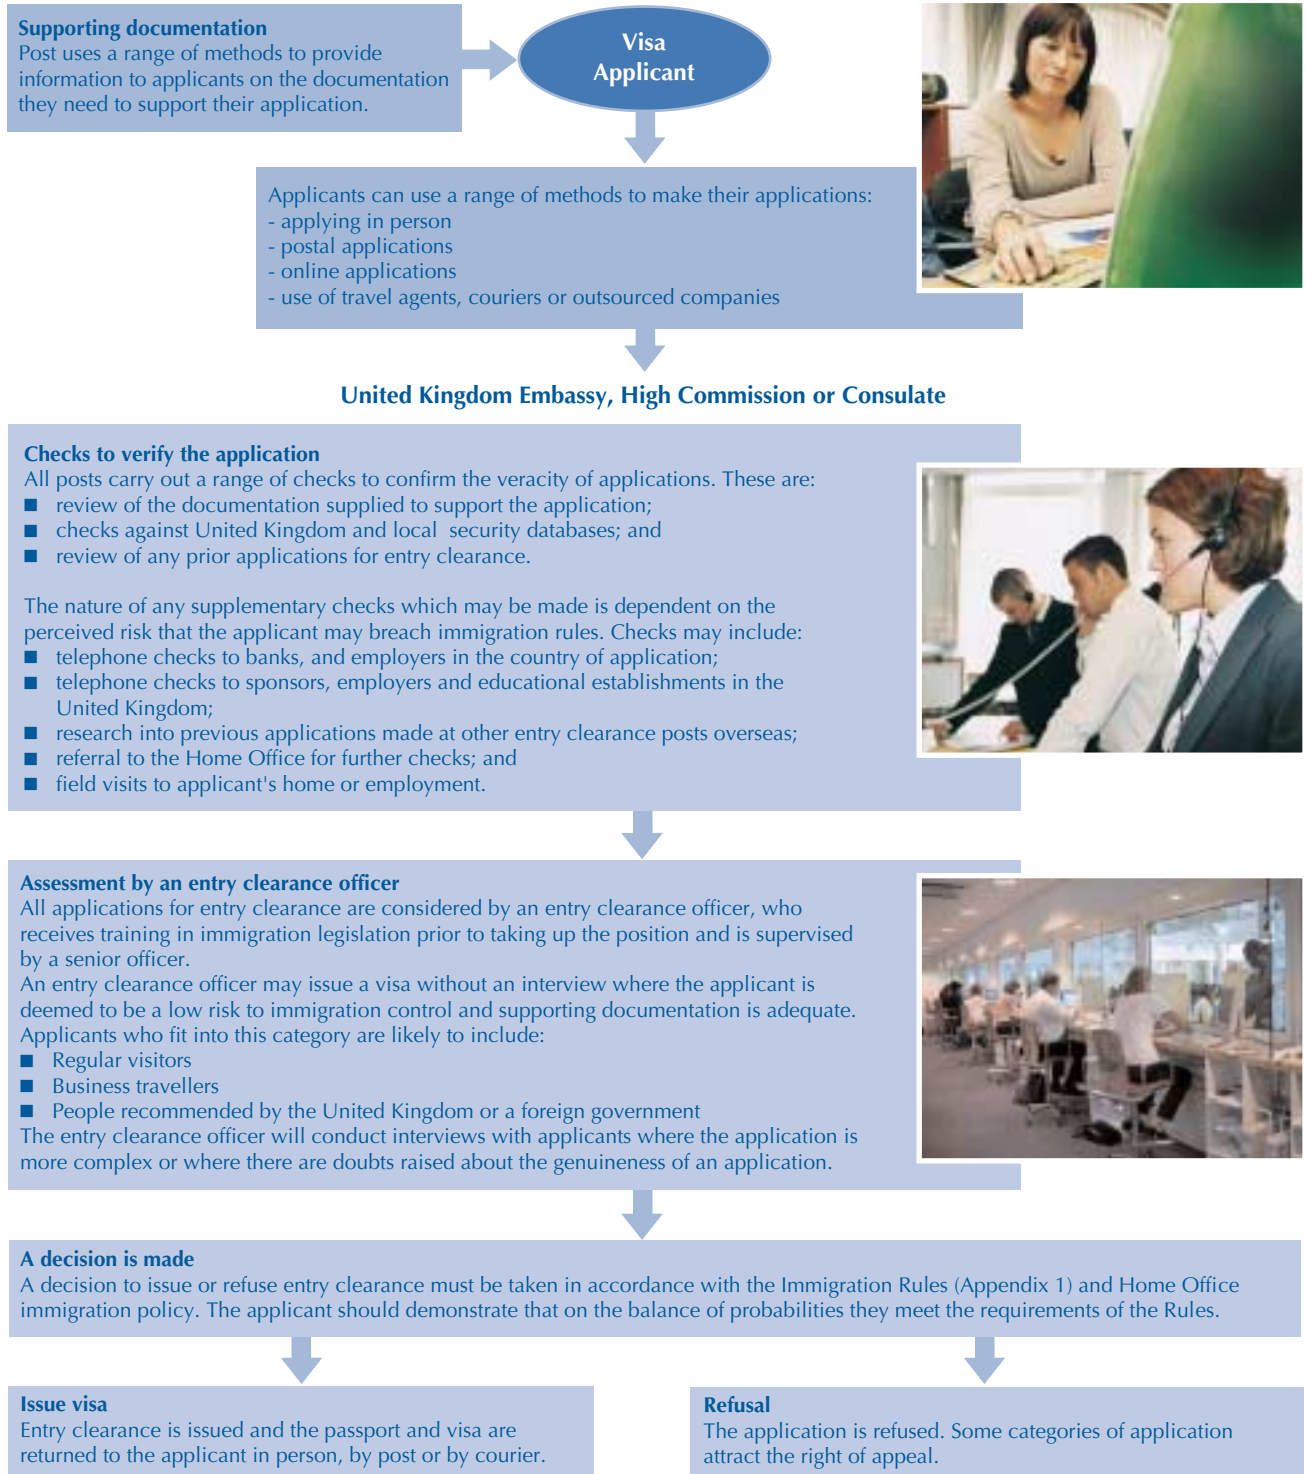 Supporting documentation
Post uses a range of methods to provide
information to applicants on the documentation
they need to support their application.
Visa
Applicant
Applicants can use a range of methods to make their applications:
- applying in person
- postal applications
- online applications
- use of travel agents, couriers or outsourced companies
United Kingdom Embassy, High Commission or Consulate
Checks to verify the application
All posts carry out a range of checks to confirm the veracity of applications. These are:
■ review of the documentation supplied to support the application;
■ checks against United Kingdom and local security databases; and
■ review of any prior applications for entry clearance.
The nature of any supplementary checks which may be made is dependent on the
perceived risk that the applicant may breach immigration rules. Checks may include:
■ telephone checks to banks, and employers in the country of application;
■ telephone checks to sponsors, employers and educational establishments in the
United Kingdom;
■ research into previous applications made at other entry clearance posts overseas;
■ referral to the Home Office for further checks; and
■ field visits to applicant's home or employment.
Assessment by an entry clearance officer
All applications for entry clearance are considered by an entry clearance officer, who
receives training in immigration legislation prior to taking up the position and is supervised
by a senior officer.
An entry clearance officer may issue a visa without an interview where the applicant is
deemed to be a low risk to immigration control and supporting documentation is adequate.
Applicants who fit into this category are likely to include:
■ Regular visitors
■ Business travellers
■ People recommended by the United Kingdom or a foreign government
The entry clearance officer will conduct interviews with applicants where the application is
more complex or where there are doubts raised about the genuineness of an application.
A decision is made
A decision to issue or refuse entry clearance must be taken in accordance with the Immigration Rules (Appendix 1) and Home Office
immigration policy. The applicant should demonstrate that on the balance of probabilities they meet the requirements of the Rules.
Issue visa
Entry clearance is issued and the passport and visa are
returned to the applicant in person, by post or by courier.
Refusal
The application is refused. Some categories of application
attract the right of appeal.